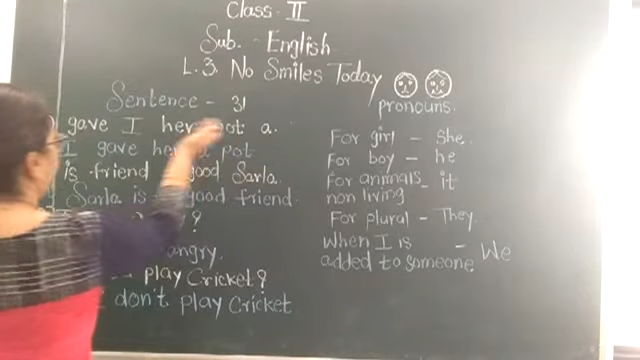 Class - II
Sub. - English
L.3. No Smiles Today
Sentence - 31
gave I her pot a.
I gave her a pot
is friend good Sarla.
Sarla is good friend.
?
angry.
play Cricket?
don't play Cricket
pronouns.
For girl - She.
For boy - he
For animals - it
non living
For plural - They.
When I is - We
added to someone